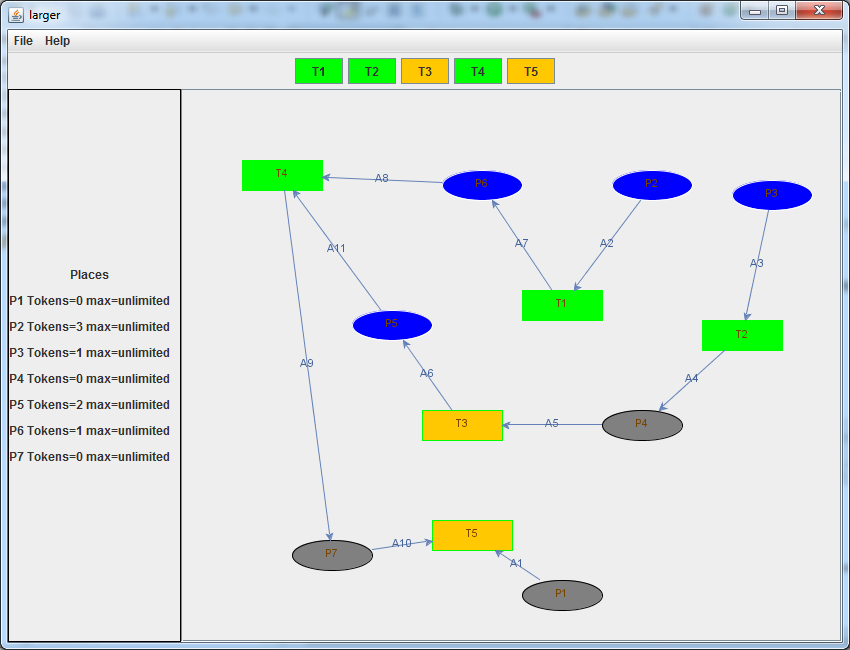 larger
File Help
T1 T2 T3 T4 T5
Places
P1 Tokens=0 max=unlimited
P2 Tokens=3 max=unlimited
P3 Tokens=1 max=unlimited
P4 Tokens=0 max=unlimited
P5 Tokens=2 max=unlimited
P6 Tokens=1 max=unlimited
P7 Tokens=0 max=unlimited
T4
A8
P6
P2
P3
A11
A7
A2
A3
T1
P5
T2
A9
A6
A4
T3
A5
P4
T5
A10
P7
A1
P1